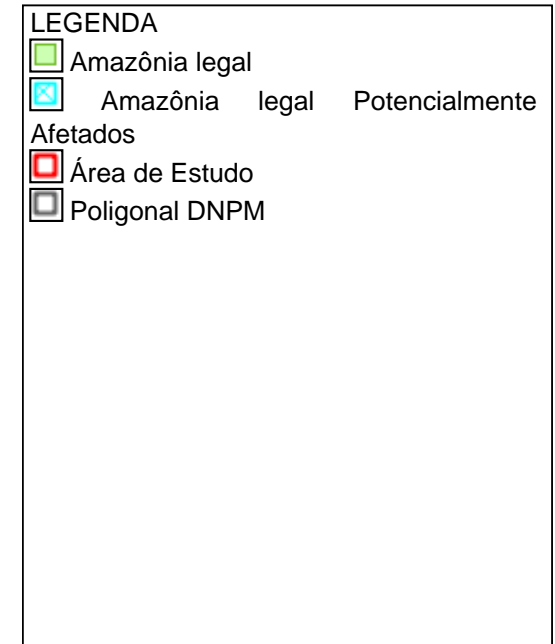 LEGENDA
Amazônia legal
Amazônia legal Potencialmente
Afetados
Área de Estudo
Poligonal DNPM